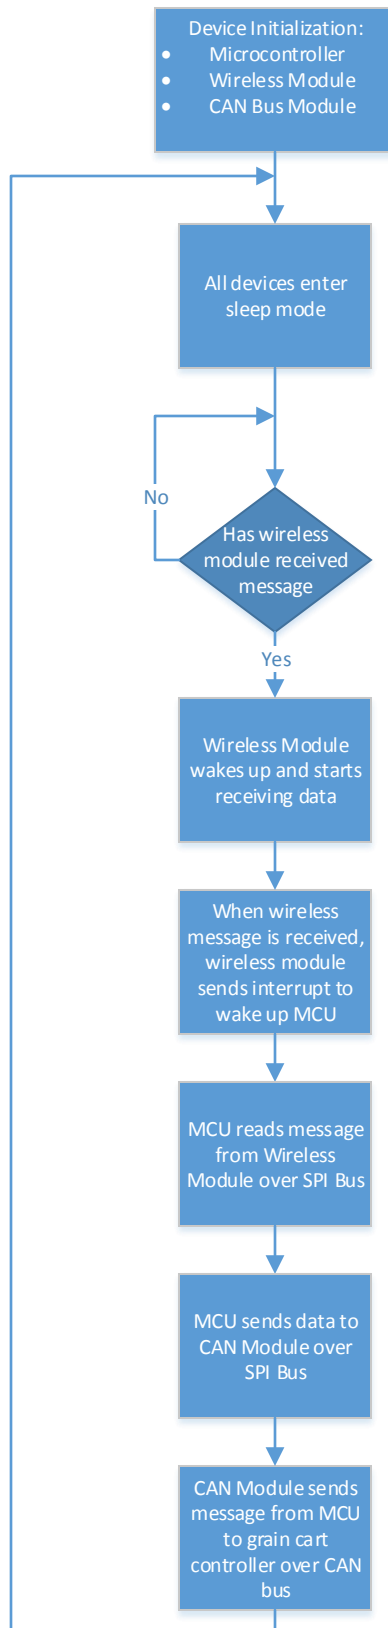 Device Initialization:
• Microcontroller
• Wireless Module
• CAN Bus Module
All devices enter
sleep mode
No
Has wireless
module received
message
Yes
Wireless Module
wakes up and starts
receiving data
When wireless
message is received,
wireless module
sends interrupt to
wake up MCU
MCU reads message
from Wireless
Module over SPI Bus
MCU sends data to
CAN Module over
SPI Bus
CAN Module sends
message from MCU
to grain cart
controller over CAN
bus